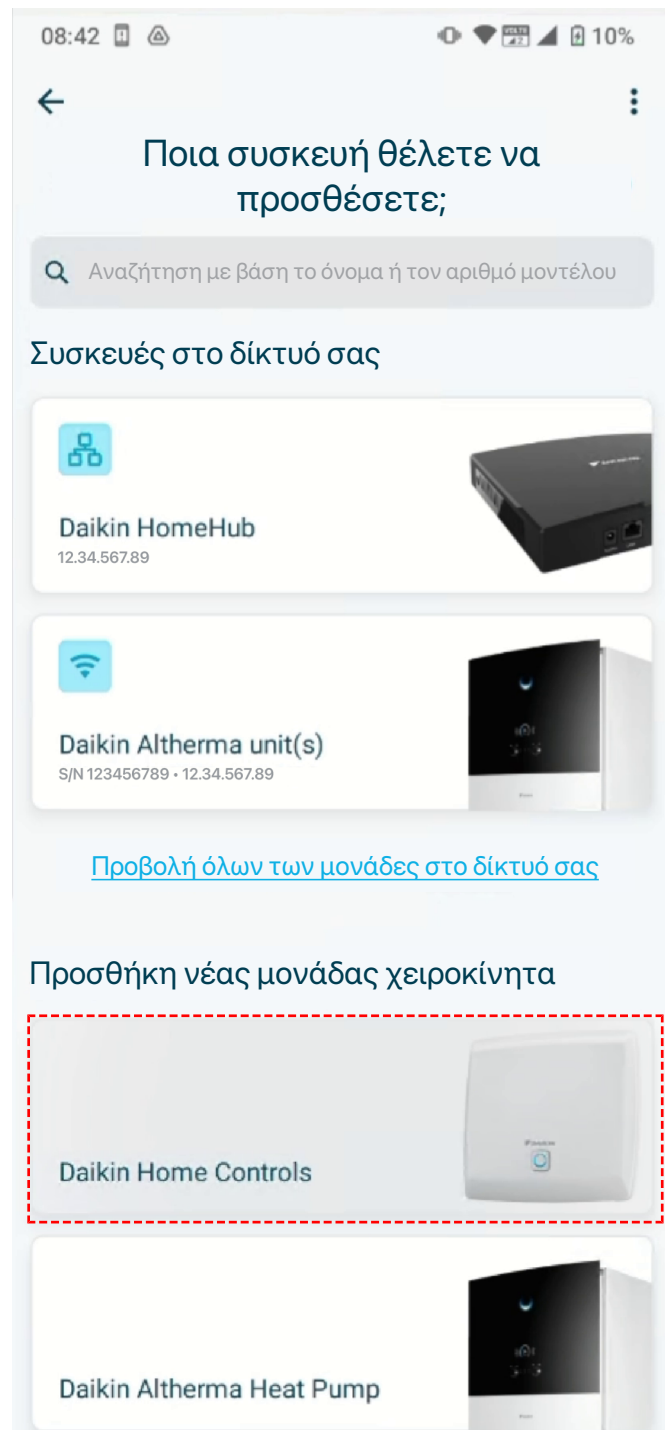 08:42
10%
Ποια συσκευή θέλετε να
προσθέσετε;
Αναζήτηση με βάση το όνομα ή τον αριθμό μοντέλου
Συσκευές στο δίκτυό σας
Daikin HomeHub
12.34.567.89
Daikin Altherma unit(s)
S/N 123456789 • 12.34.567.89
Προβολή όλων των μονάδες στο δίκτυό σας
Προσθήκη νέας μονάδας χειροκίνητα
DAIKIN
Daikin Home Controls
Daikin Altherma Heat Pump